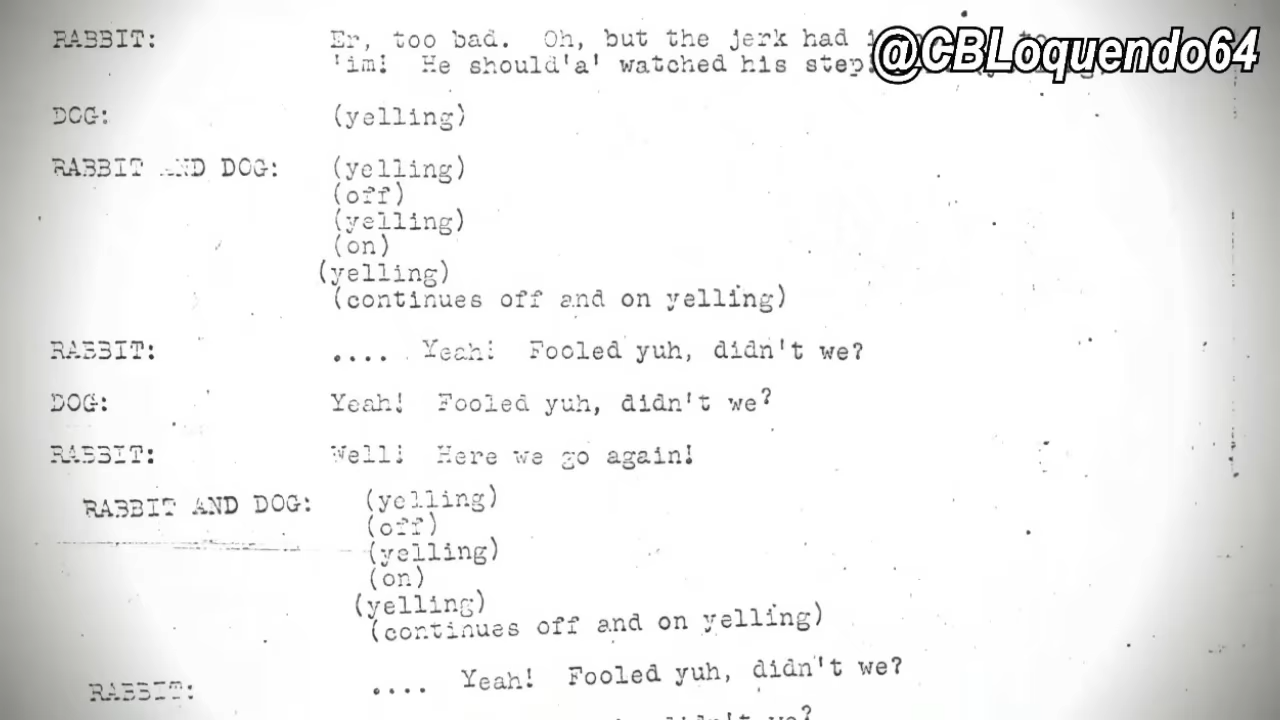 @CBLoquendo64
RABBIT: Er, too bad. Oh, but the jerk had
'im! He should'a' watched his step
DOG: (yelling)
RABBIT AND DOG: (yelling)
(off)
(yelling)
(on)
(yelling)
(continues off and on yelling)
RABBIT: .... Yeah! Fooled yuh, didn't we?
DOG: Yeah! Fooled yuh, didn't we?
RABBIT: Well! Here we go again!
RABBIT AND DOG: (yelling)
(off)
(yelling)
(on)
(yelling)
(continues off and on yelling)
RABBIT: .... Yeah! Fooled yuh, didn't we?
didn't we?